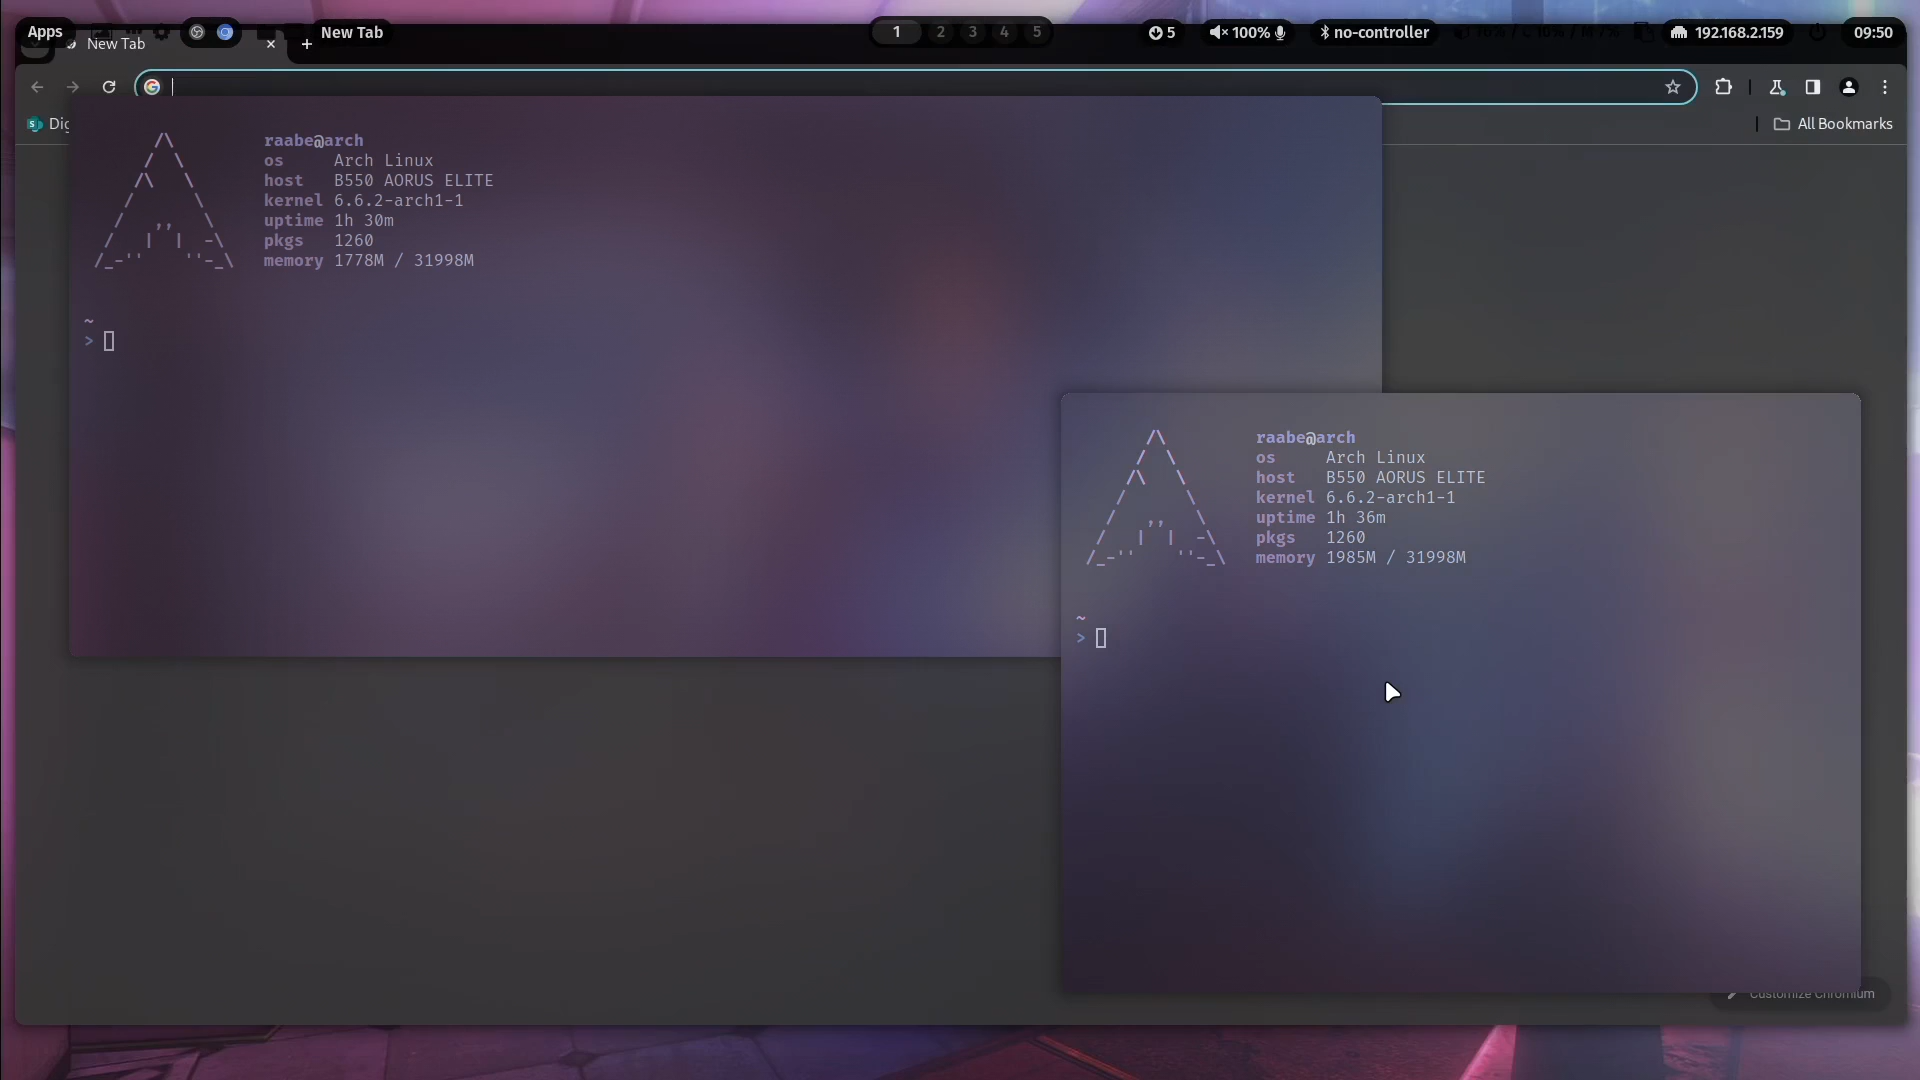 Apps
New Tab
New Tab
1 2 3 4 5
5
100%
no-controller
192.168.2.159
09:50
All Bookmarks
raabe@arch
os Arch Linux
host B550 AORUS ELITE
kernel 6.6.2-arch1-1
uptime 1h 30m
pkgs 1260
memory 1778M / 31998M
~
>
raabe@arch
os Arch Linux
host B550 AORUS ELITE
kernel 6.6.2-arch1-1
uptime 1h 36m
pkgs 1260
memory 1985M / 31998M
~
>
Customize Chromium